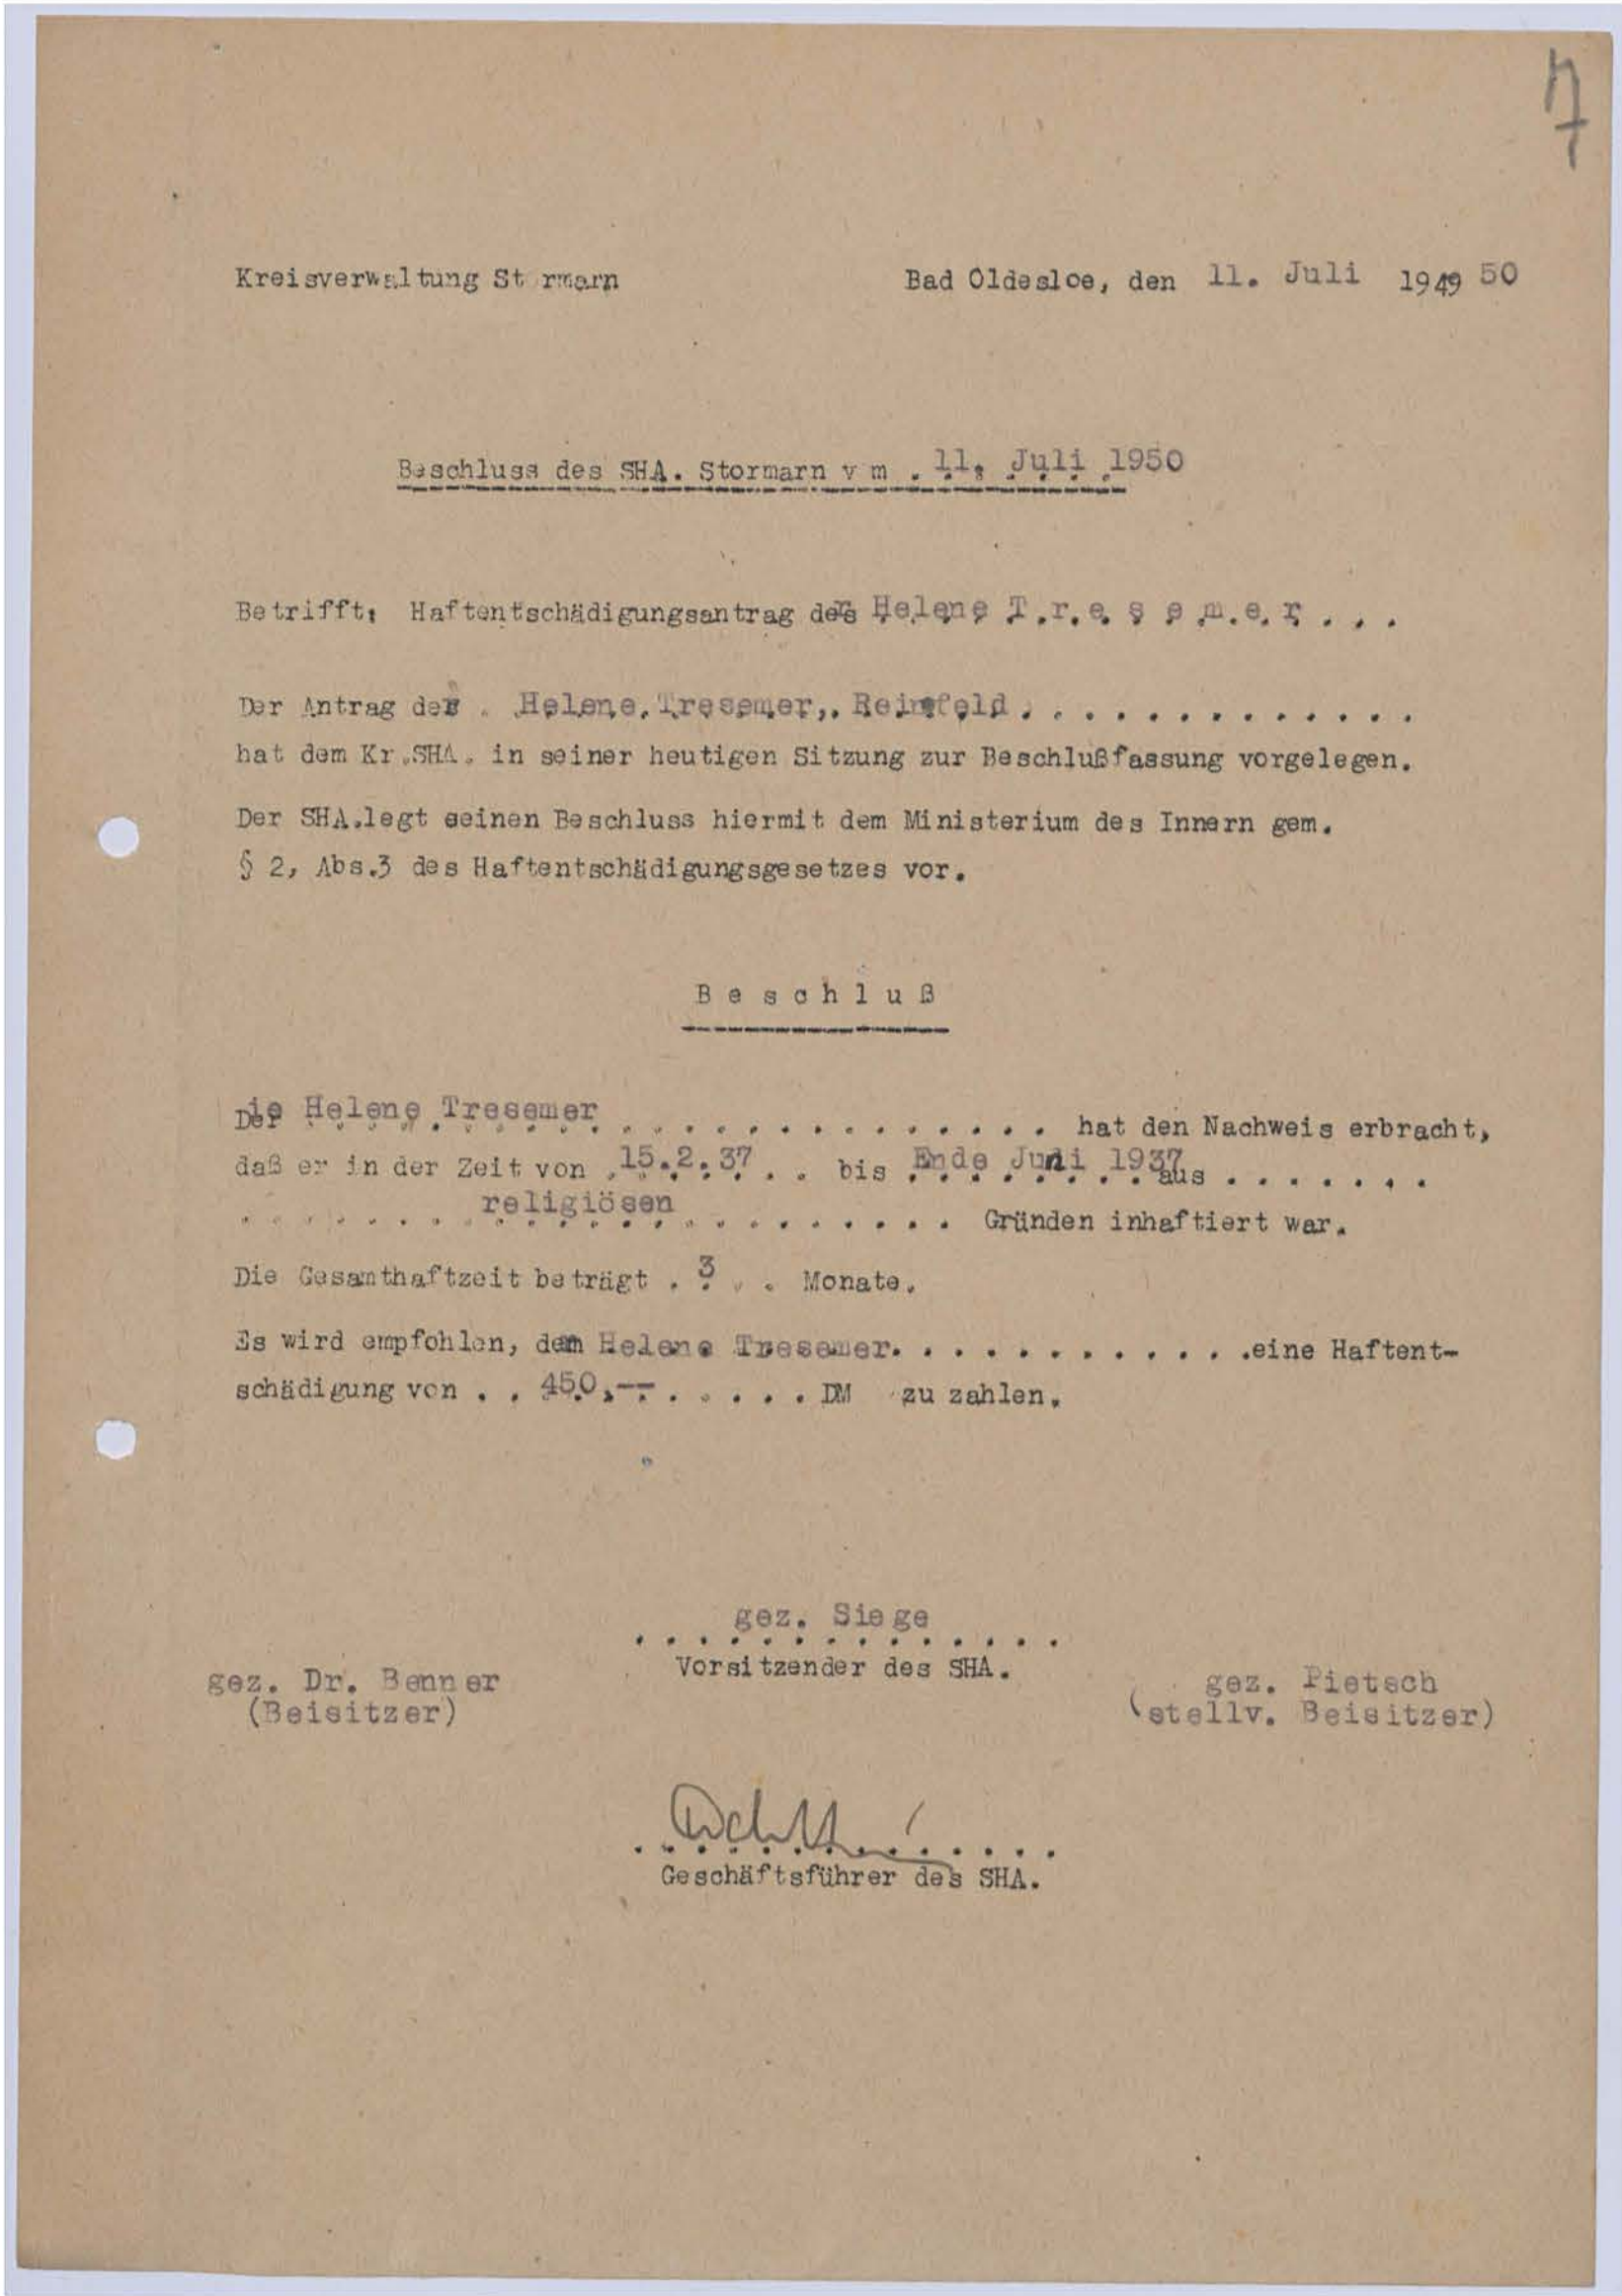 7
Kreisverwaltung St rmarn Bad Oldesloe, den 11. Juli 1949 50
Beschluss des SHA. Stormarn v m . 11. Juli 1950
Betrifft: Haftentschädigungsantrag der Helene T.r.e.s.e.m.e.r...
Der Antrag der . Helene.Tresemer,.Reinfeld.............
hat dem Kr.SHA. in seiner heutigen Sitzung zur Beschlußfassung vorgelegen.
Der SHA.legt seinen Beschluss hiermit dem Ministerium des Innern gem.
§ 2, Abs.3 des Haftentschädigungsgesetzes vor.
B e s c h l u ß
Die Helene Tresemer ............... hat den Nachweis erbracht,
daß er in der Zeit von .15.2.37... bis Ende Juni 1937 aus .......
....... religiösen ........... Gründen inhaftiert war.
Die Gesamthaftzeit beträgt . 3 . . Monate.
Es wird empfohlen, dem Helene Tresemer............eine Haftent-
schädigung von . . 450,-- ..... DM zu zahlen.
gez. Siege
..............
Vorsitzender des SHA.
gez. Dr. Benner gez. Pietsch
(Beisitzer) (stellv. Beisitzer)
..............
Geschäftsführer des SHA.